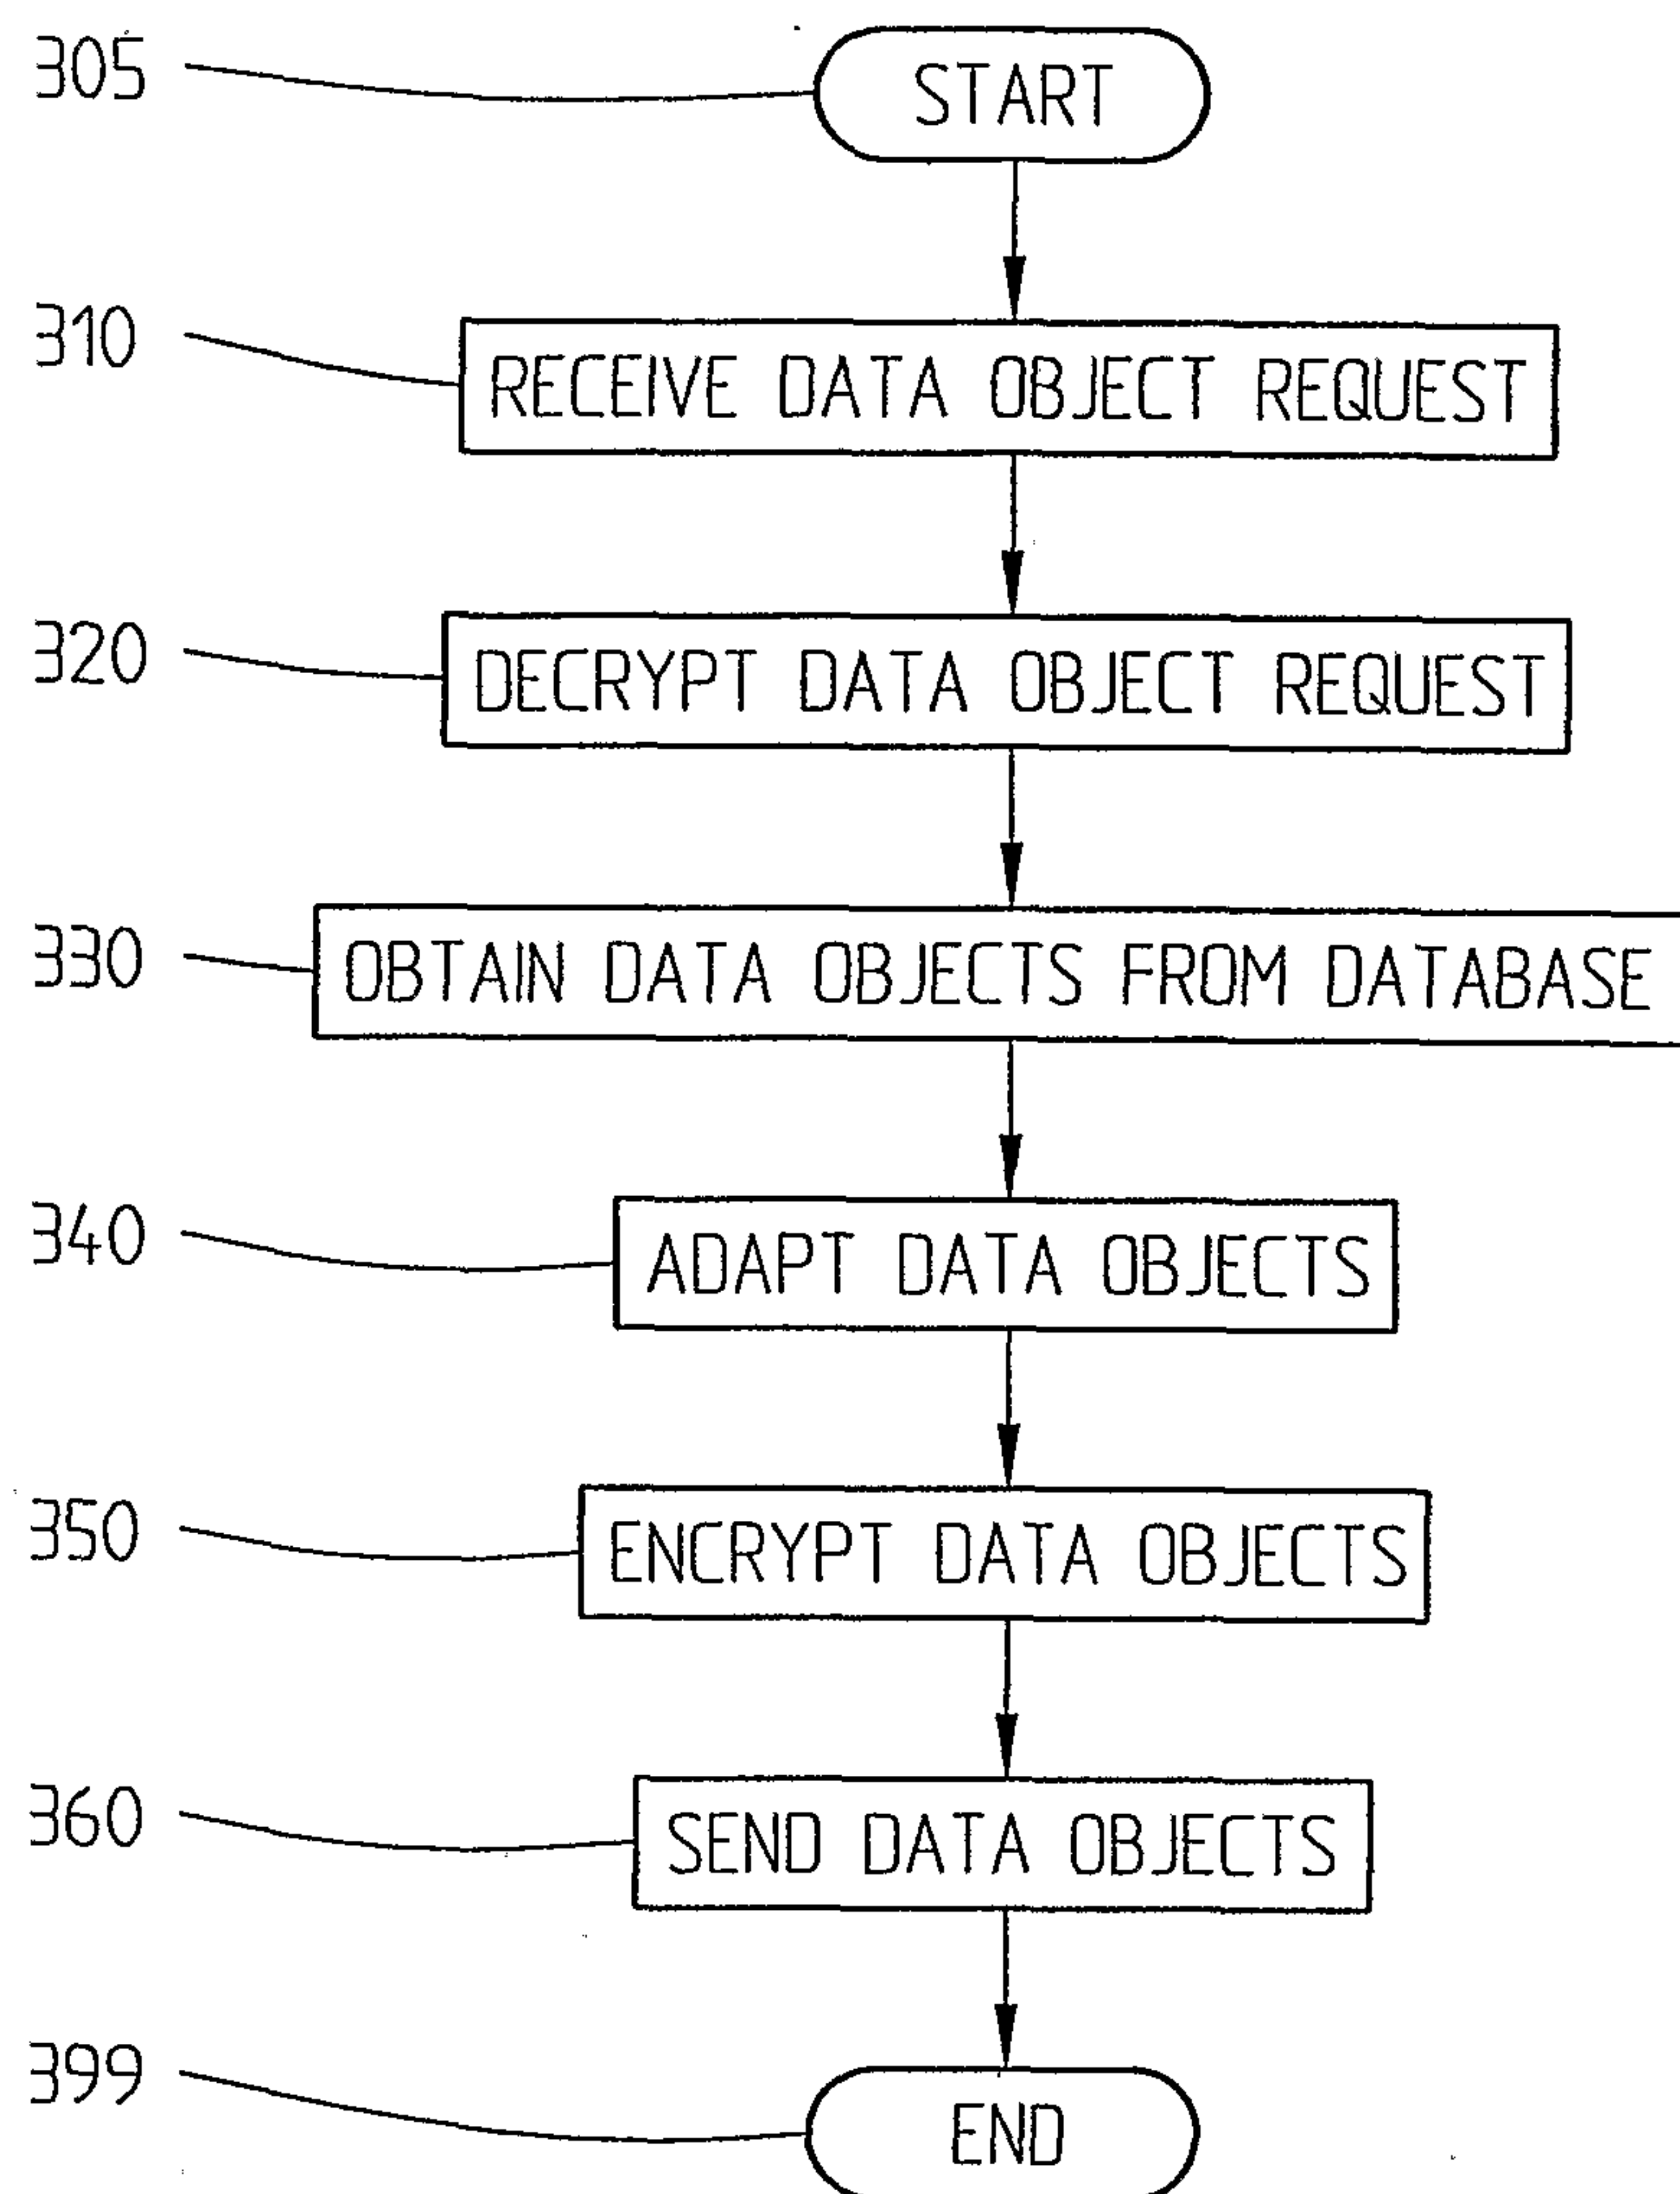 305 START
310 RECEIVE DATA OBJECT REQUEST
320 DECRYPT DATA OBJECT REQUEST
330 OBTAIN DATA OBJECTS FROM DATABASE
340 ADAPT DATA OBJECTS
350 ENCRYPT DATA OBJECTS
360 SEND DATA OBJECTS
399 END